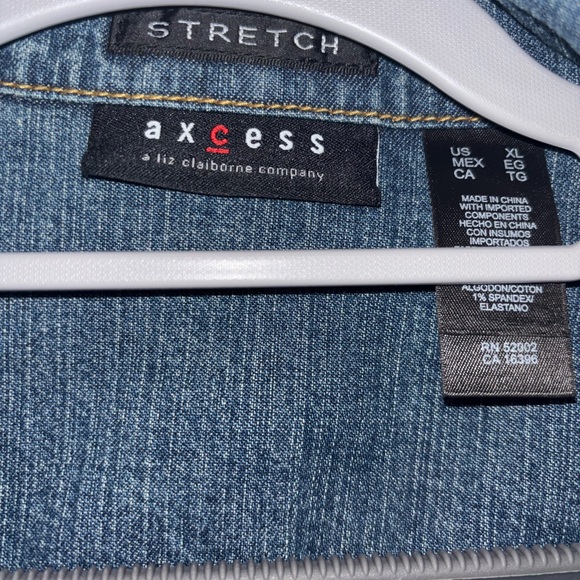 STRETCH
axcess
a liz claiborne company
US XL
MEX EG
CA TG
MADE IN CHINA
WITH IMPORTED
COMPONENTS
HECHO EN CHINA
CON INSUMOS
IMPORTADOS
ALGODON/COTON
1% SPANDEX/
ELASTANO
RN 52002
CA 16396